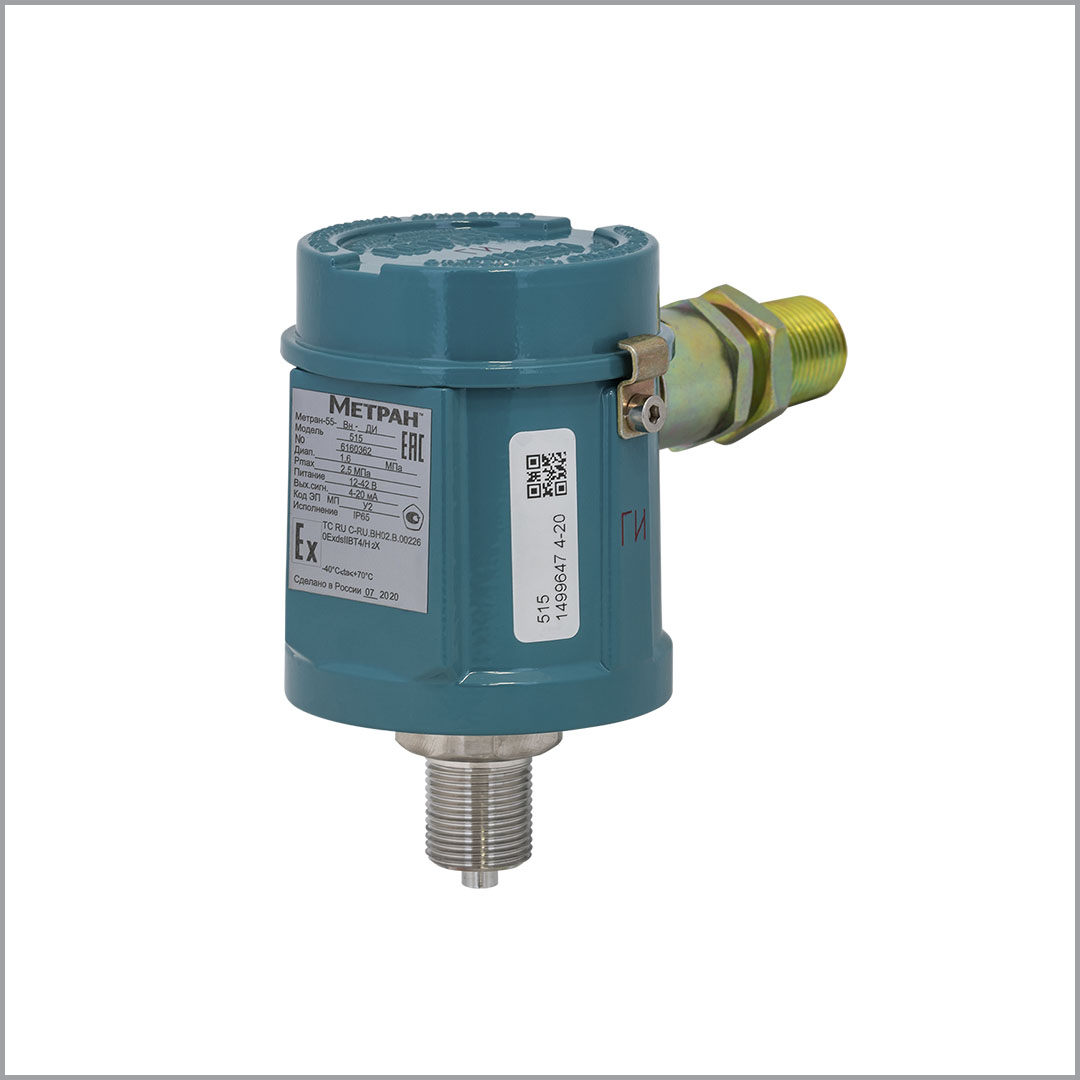 МЕТРАН™
Метран-55- Вн - ДИ
Модель 515
No 6160362
Диап. 1.6 МПа
Pmax 2.5 МПа
Питание 12-42 В
Вых.сигн. 4-20 мА
Код ЭП МП У2
Исполнение IP65
EAC
Ex
TC RU C-RU.BH02.B.00226
0ExdsIIBT4/H2X
-40°C<ta<+70°C
Сделано в России 07 2020
515
1499647 4-20
ГИ
ГИ